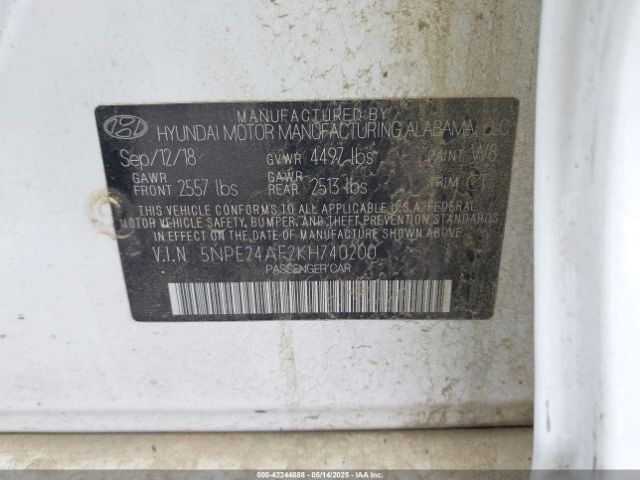 MANUFACTURED BY
HYUNDAI MOTOR MANUFACTURING ALABAMA, LLC
Sep/12/18 GVWR 4497 lbs PAINT W8
GAWR FRONT 2557 lbs GAWR REAR 2513 lbs TRIM CT
THIS VEHICLE CONFORMS TO ALL APPLICABLE U.S.A. FEDERAL
MOTOR VEHICLE SAFETY, BUMPER, AND THEFT PREVENTION STANDARDS
IN EFFECT ON THE DATE OF MANUFACTURE SHOWN ABOVE
V.I.N 5NPE24AF2KH740200
PASSENGER CAR
000-42244888 05/14/2025 IAA, Inc. Copyright © 2025